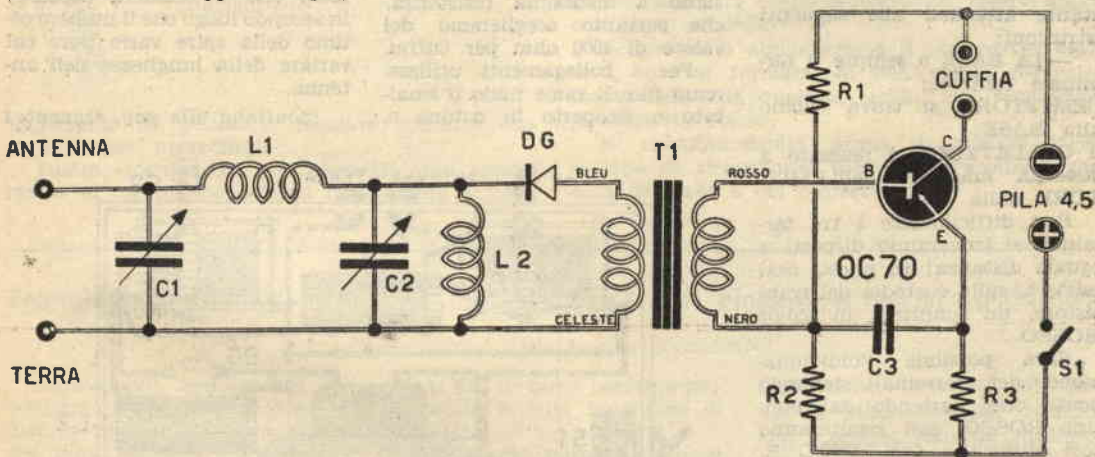 ANTENNA
TERRA
C1
L1
C2
L2
DG
BLEU
CELESTE
T1
ROSSO
NERO
R1
R2
B
C
E
OC70
C3
R3
CUFFIA
PILA 4,5
S1